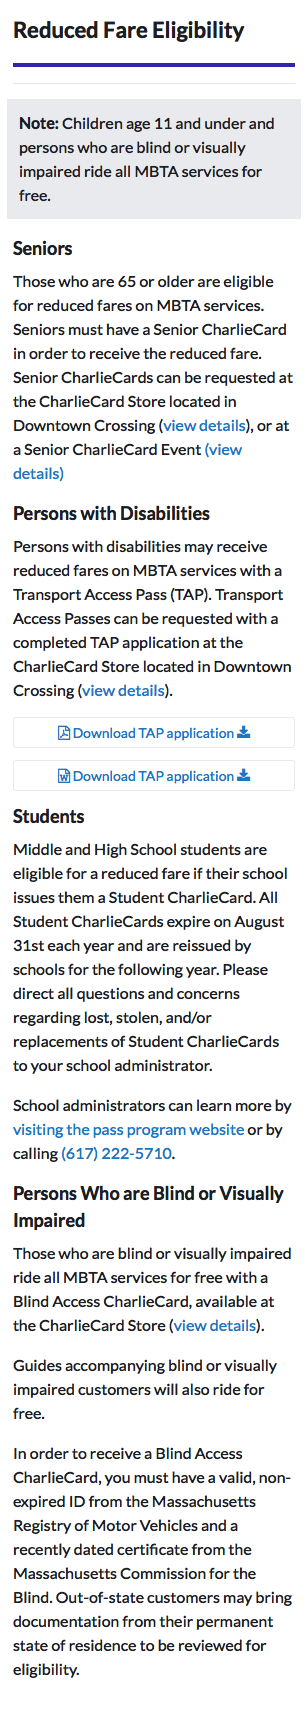 Reduced Fare Eligibility
Note: Children age 11 and under and
persons who are blind or visually
impaired ride all MBTA services for
free.
Seniors
Those who are 65 or older are eligible
for reduced fares on MBTA services.
Seniors must have a Senior CharlieCard
in order to receive the reduced fare.
Senior CharlieCards can be requested at
the CharlieCard Store located in
Downtown Crossing (view details), or at
a Senior CharlieCard Event (view
details)
Persons with Disabilities
Persons with disabilities may receive
reduced fares on MBTA services with a
Transport Access Pass (TAP). Transport
Access Passes can be requested with a
completed TAP application at the
CharlieCard Store located in Downtown
Crossing (view details).
Download TAP application
Download TAP application
Students
Middle and High School students are
eligible for a reduced fare if their school
issues them a Student CharlieCard. All
Student CharlieCards expire on August
31st each year and are reissued by
schools for the following year. Please
direct all questions and concerns
regarding lost, stolen, and/or
replacements of Student CharlieCards
to your school administrator.
School administrators can learn more by
visiting the pass program website or by
calling (617) 222-5710.
Persons Who are Blind or Visually
Impaired
Those who are blind or visually impaired
ride all MBTA services for free with a
Blind Access CharlieCard, available at
the CharlieCard Store (view details).
Guides accompanying blind or visually
impaired customers will also ride for
free.
In order to receive a Blind Access
CharlieCard, you must have a valid, non-
expired ID from the Massachusetts
Registry of Motor Vehicles and a
recently dated certificate from the
Massachusetts Commission for the
Blind. Out-of-state customers may bring
documentation from their permanent
state of residence to be reviewed for
eligibility.